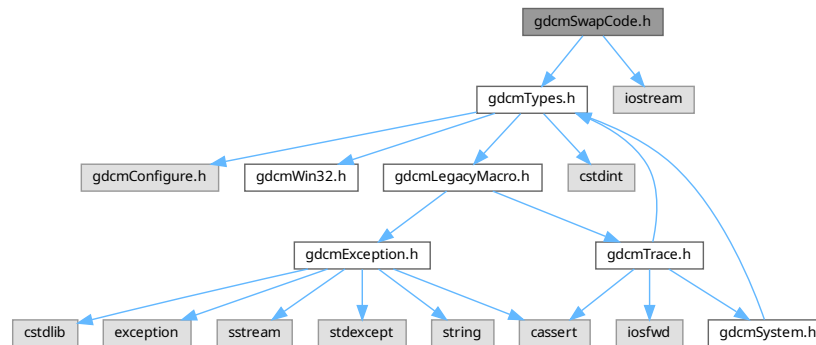 gdcmSwapCode.h
gdcmTypes.h
iostream
gdcmConfigure.h
gdcmWin32.h
gdcmLegacyMacro.h
cstdint
gdcmException.h
gdcmTrace.h
cstdlib
exception
sstream
stdexcept
string
cassert
iosfwd
gdcmSystem.h